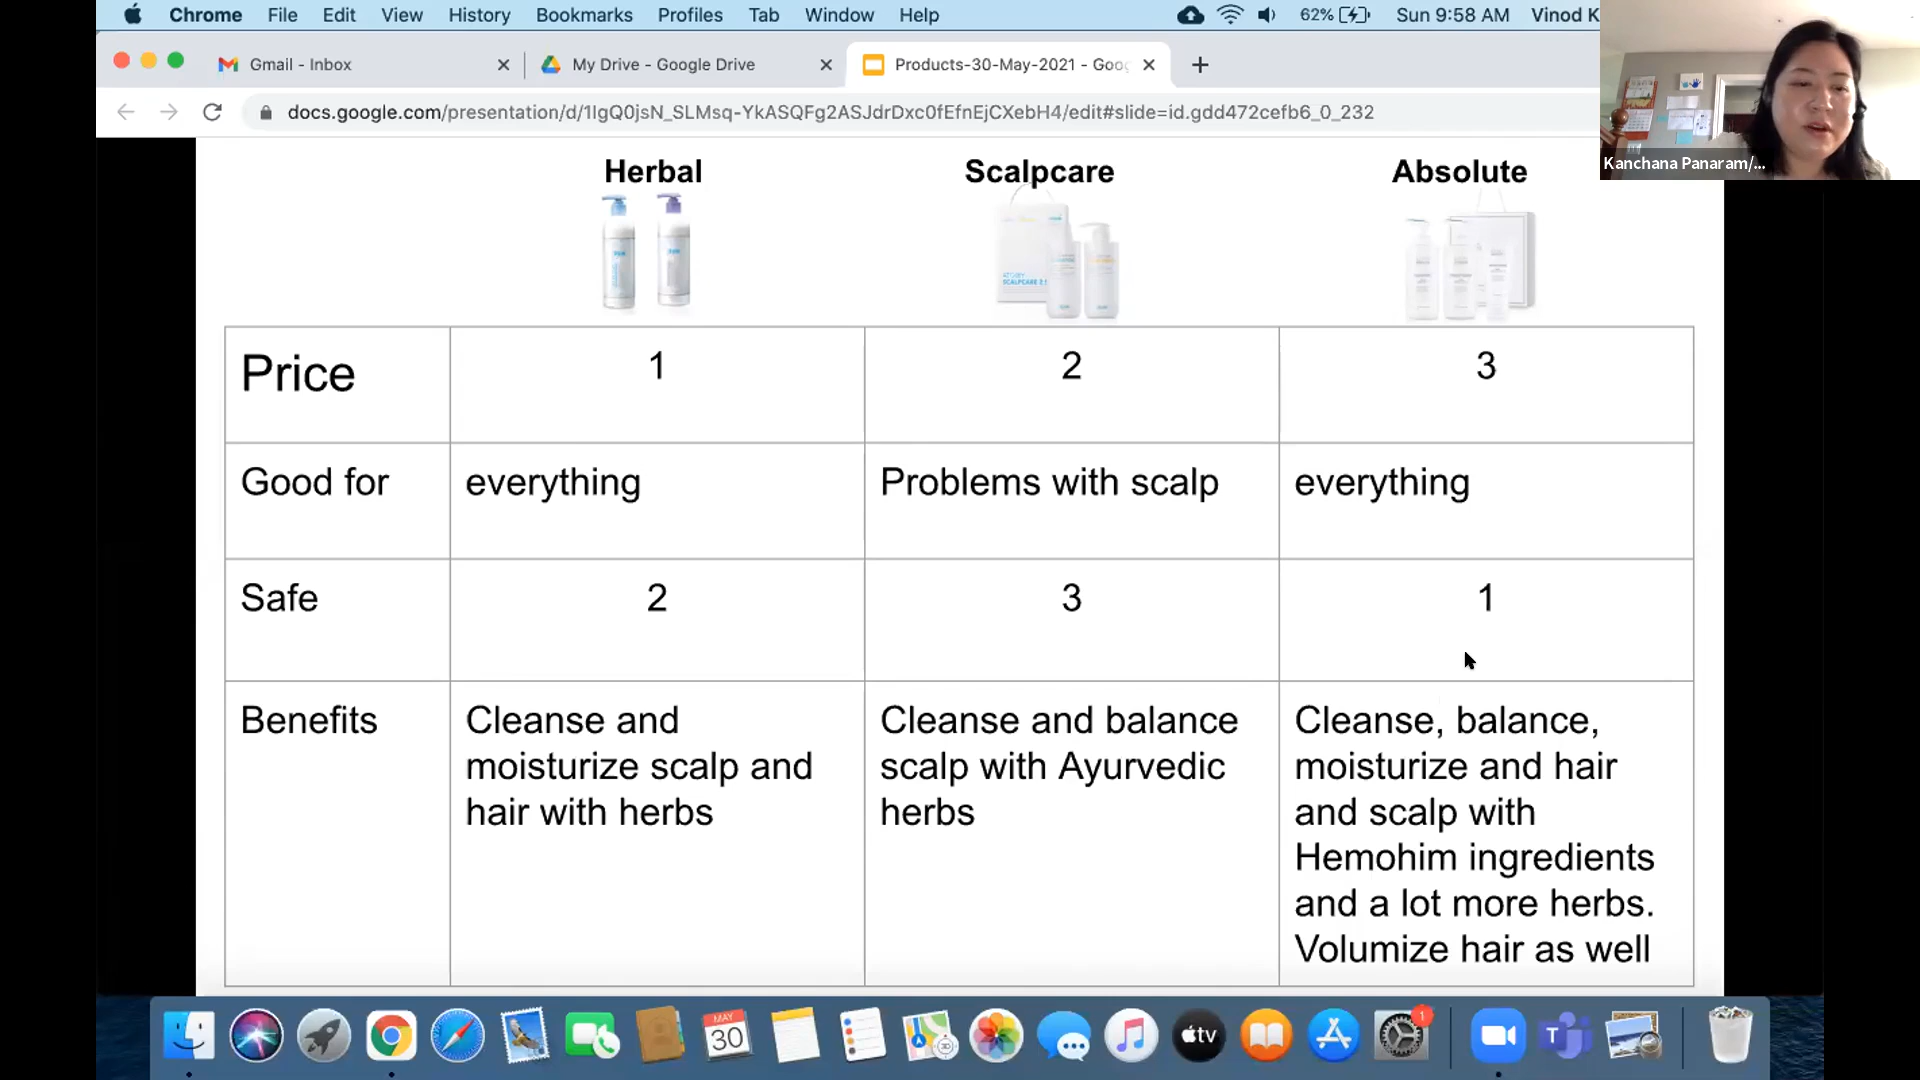 Chrome File Edit View History Bookmarks Profiles Tab Window Help 62% Sun 9:58 AM Vinod K
Gmail - Inbox
My Drive - Google Drive
Products-30-May-2021 - Goo
docs.google.com/presentation/d/1lgQ0jsN_SLMsq-YkASQFg2ASJdrDxc0fEfnEjCXebH4/edit#slide=id.gdd472cefb6_0_232
Kanchana Panaram/...
Herbal Scalpcare Absolute
Price 1 2 3
Good for everything Problems with scalp everything
Safe 2 3 1
Benefits
Cleanse and
moisturize scalp and
hair with herbs
Cleanse and balance
scalp with Ayurvedic
herbs
Cleanse, balance,
moisturize and hair
and scalp with
Hemohim ingredients
and a lot more herbs.
Volumize hair as well
MAY
30
tv
1
T